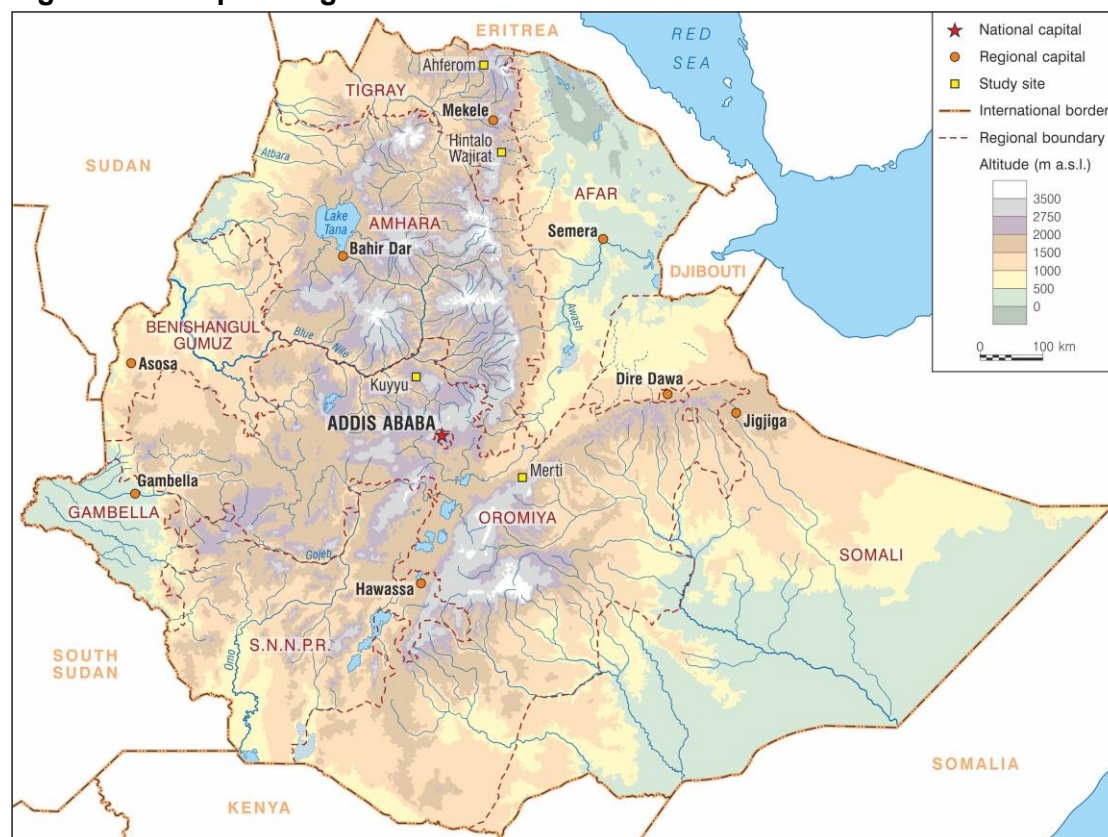 ERITREA
RED
SEA
Ahferom
TIGRAY
Mekele
Hintalo
Wajirat
Atbara
SUDAN
AFAR
Lake
Tana
AMHARA
Semera
Bahir Dar
DJIBOUTI
BENISHANGUL
GUMUZ
Blue
Nile
Awash
Asosa
Kuyyu
Dire Dawa
ADDIS ABABA
Jigjiga
Merti
Gambella
GAMBELLA
OROMIYA
Gojeb
SOMALI
Hawassa
S.N.N.P.R.
Omo
SOUTH
SUDAN
SOMALIA
KENYA
National capital
Regional capital
Study site
International border
Regional boundary
Altitude (m a.s.l.)
3500
2750
2000
1500
1000
500
0
0 100 km